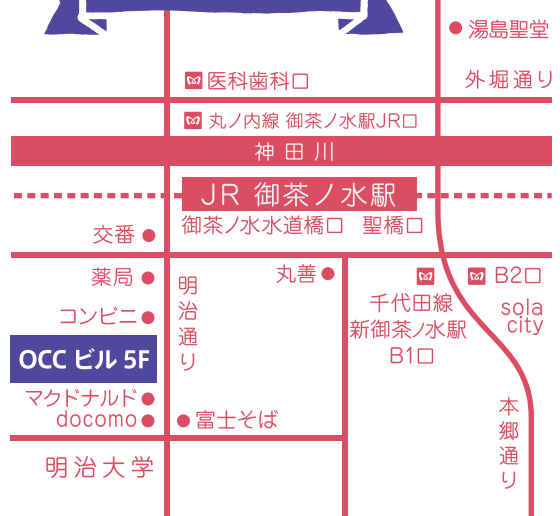 湯島聖堂
外堀通り
医科歯科口
丸ノ内線 御茶ノ水駅JR口
神田川
JR 御茶ノ水駅
御茶ノ水水道橋口 聖橋口
交番
薬局
コンビニ
OCC ビル 5F
マクドナルド
docomo
明治大学
明治通り
丸善
富士そば
千代田線
新御茶ノ水駅
B1口
B2口
sola
city
本郷通り